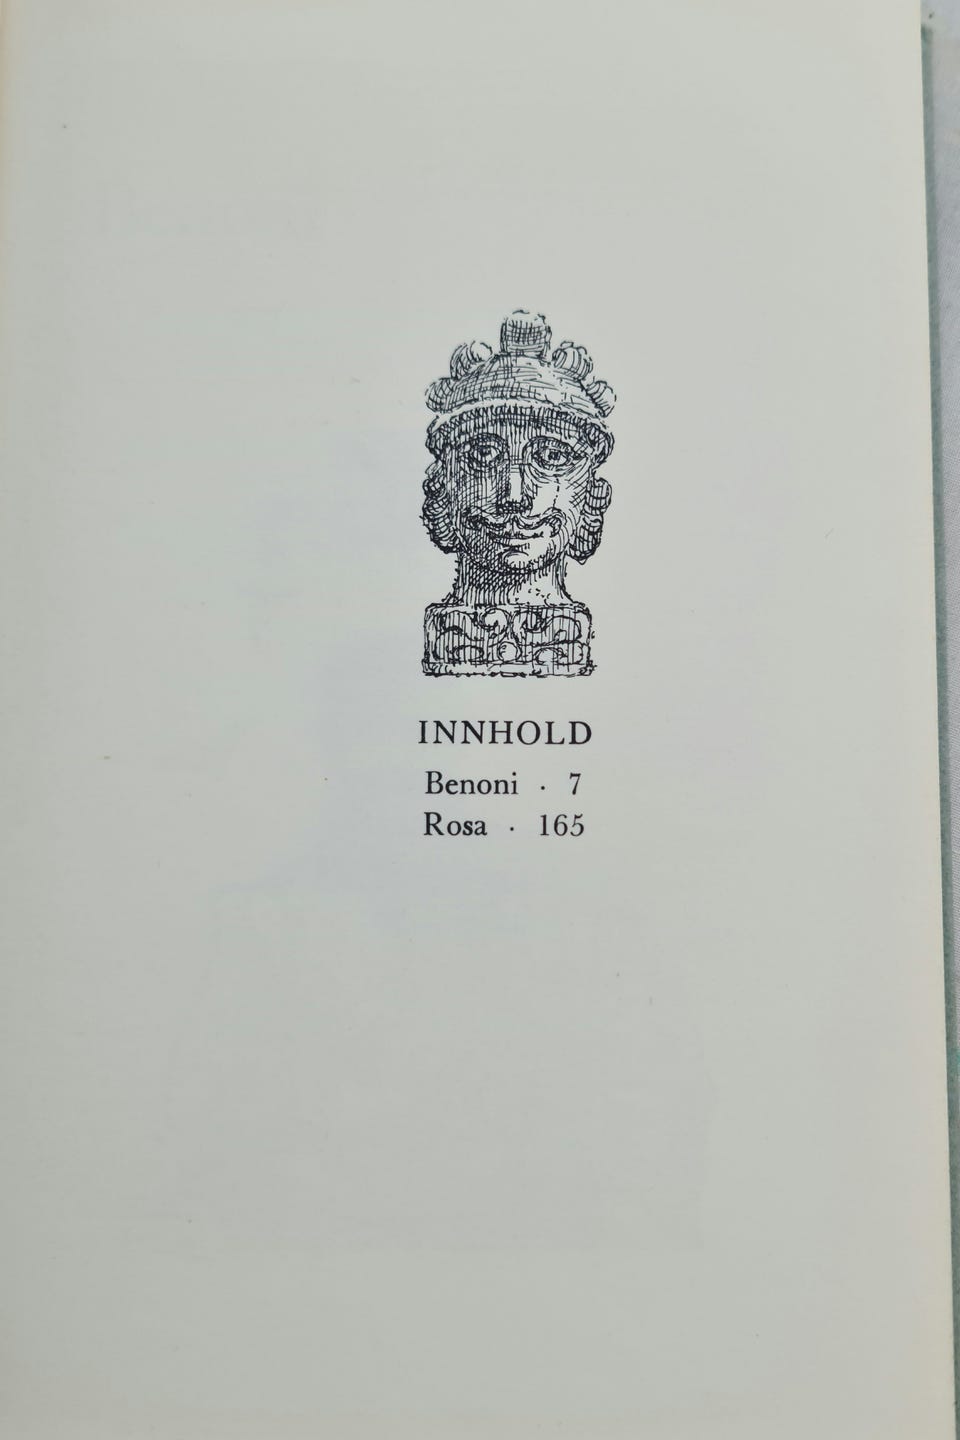 INNHOLD
Benoni · 7
Rosa · 165